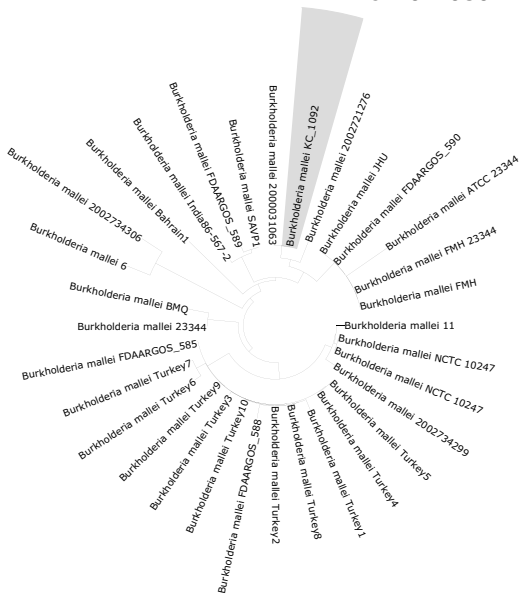 Burkholderia mallei KC_1092
Burkholderia mallei 2002721276
Burkholderia mallei JHU
Burkholderia mallei FDAARGOS_590
Burkholderia mallei ATCC 23344
Burkholderia mallei FMH 23344
Burkholderia mallei FMH
Burkholderia mallei 11
Burkholderia mallei NCTC 10247
Burkholderia mallei NCTC 10247
Burkholderia mallei 2002734299
Burkholderia mallei Turkey5
Burkholderia mallei Turkey4
Burkholderia mallei Turkey1
Burkholderia mallei Turkey8
Burkholderia mallei Turkey2
Burkholderia mallei FDAARGOS_588
Burkholderia mallei Turkey10
Burkholderia mallei Turkey3
Burkholderia mallei Turkey9
Burkholderia mallei Turkey6
Burkholderia mallei Turkey7
Burkholderia mallei FDAARGOS_585
Burkholderia mallei 23344
Burkholderia mallei BMQ
Burkholderia mallei 6
Burkholderia mallei 2002734306
Burkholderia mallei Bahrain1
Burkholderia mallei India86-567-2
Burkholderia mallei FDAARGOS_589
Burkholderia mallei SAVP1
Burkholderia mallei 2000031063